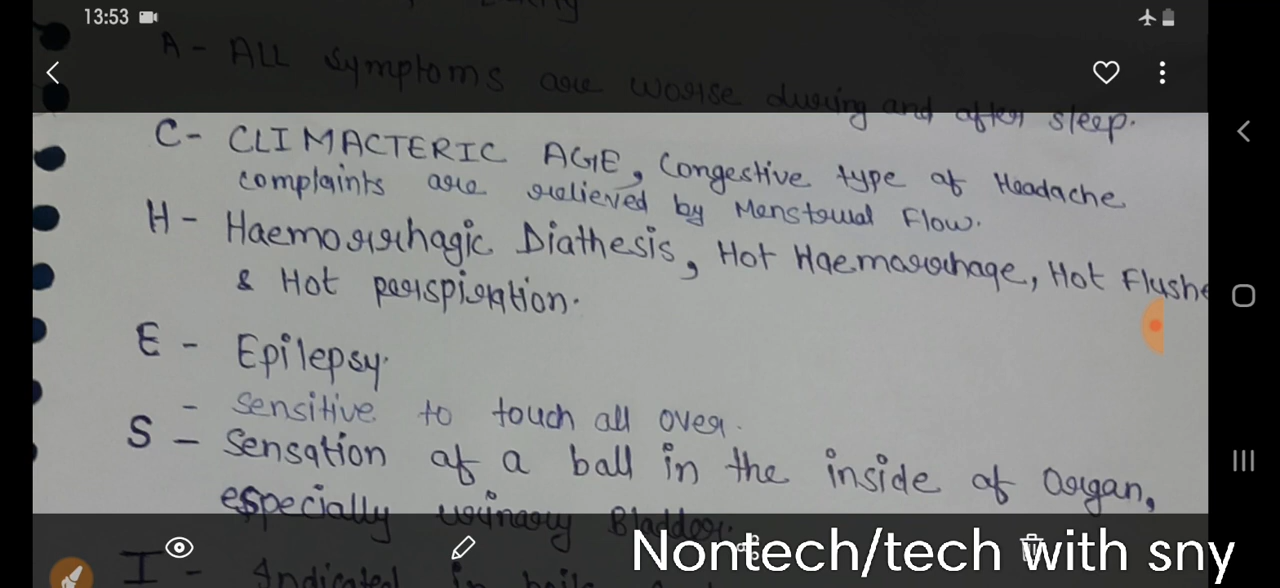 13:53
A - ALL symptoms are worse during and after sleep.
C - CLIMACTERIC AGE, Congestive type of Headache
complaints are relieved by Menstrual Flow.
H - Haemorrhagic Diathesis, Hot Haemorrhage, Hot Flushe
& Hot perspiration.
E - Epilepsy.
- Sensitive to touch all over.
S - Sensation of a ball in the inside of Organ,
especially urinary Bladder.
I - Indicated in
Nontech/tech with sny